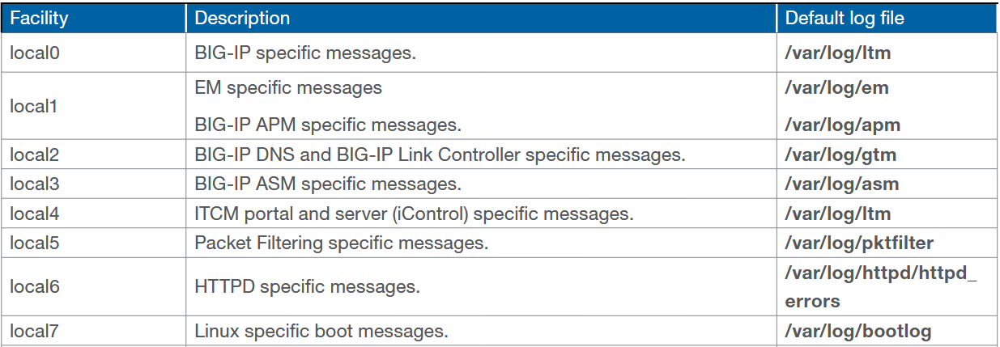 Facility Description Default log file
local0 BIG-IP specific messages. /var/log/ltm
local1 EM specific messages /var/log/em
BIG-IP APM specific messages. /var/log/apm
local2 BIG-IP DNS and BIG-IP Link Controller specific messages. /var/log/gtm
local3 BIG-IP ASM specific messages. /var/log/asm
local4 ITCM portal and server (iControl) specific messages. /var/log/ltm
local5 Packet Filtering specific messages. /var/log/pktfilter
local6 HTTPD specific messages. /var/log/httpd/httpd_
errors
local7 Linux specific boot messages. /var/log/bootlog